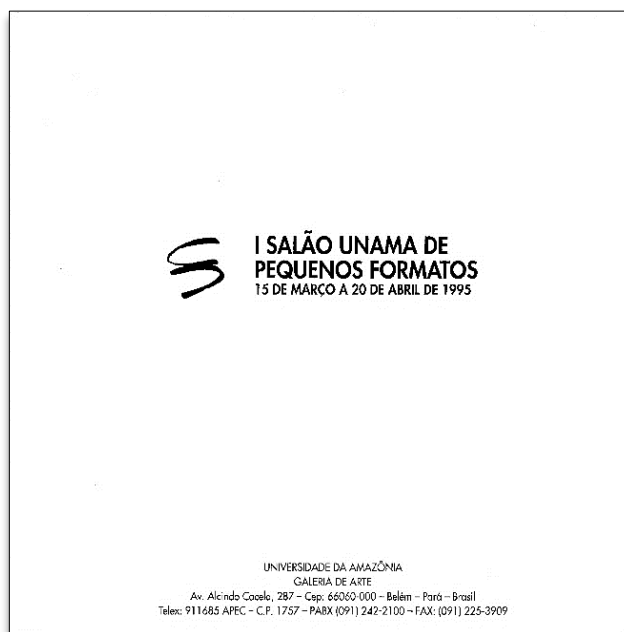 I SALÃO UNAMA DE
PEQUENOS FORMATOS
15 DE MARÇO A 20 DE ABRIL DE 1995
UNIVERSIDADE DA AMAZÔNIA
GALERIA DE ARTE
Av. Alcindo Cacela, 287 – Cep: 66060-000 – Belém – Pará – Brasil
Telex: 911685 APEC – C.P. 1757 – PABX (091) 242-2100 – FAX: (091) 225-3909